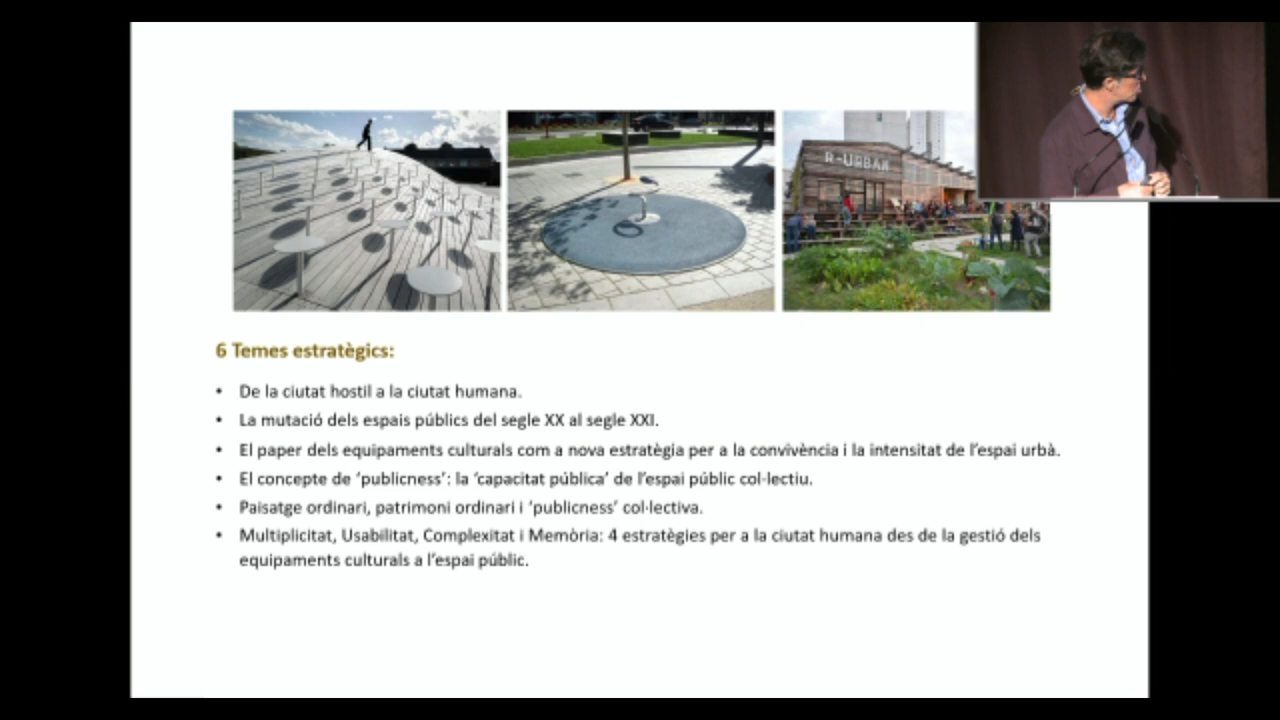 R-URBAN
6 Temes estratègics:
• De la ciutat hostil a la ciutat humana.
• La mutació dels espais públics del segle XX al segle XXI.
• El paper dels equipaments culturals com a nova estratègia per a la convivència i la intensitat de l'espai urbà.
• El concepte de ‘publicness’: la ‘capacitat pública’ de l'espai públic col·lectiu.
• Paisatge ordinari, patrimoni ordinari i ‘publicness’ col·lectiva.
• Multiplicitat, Usabilitat, Complexitat i Memòria: 4 estratègies per a la ciutat humana des de la gestió dels
equipaments culturals a l'espai públic.